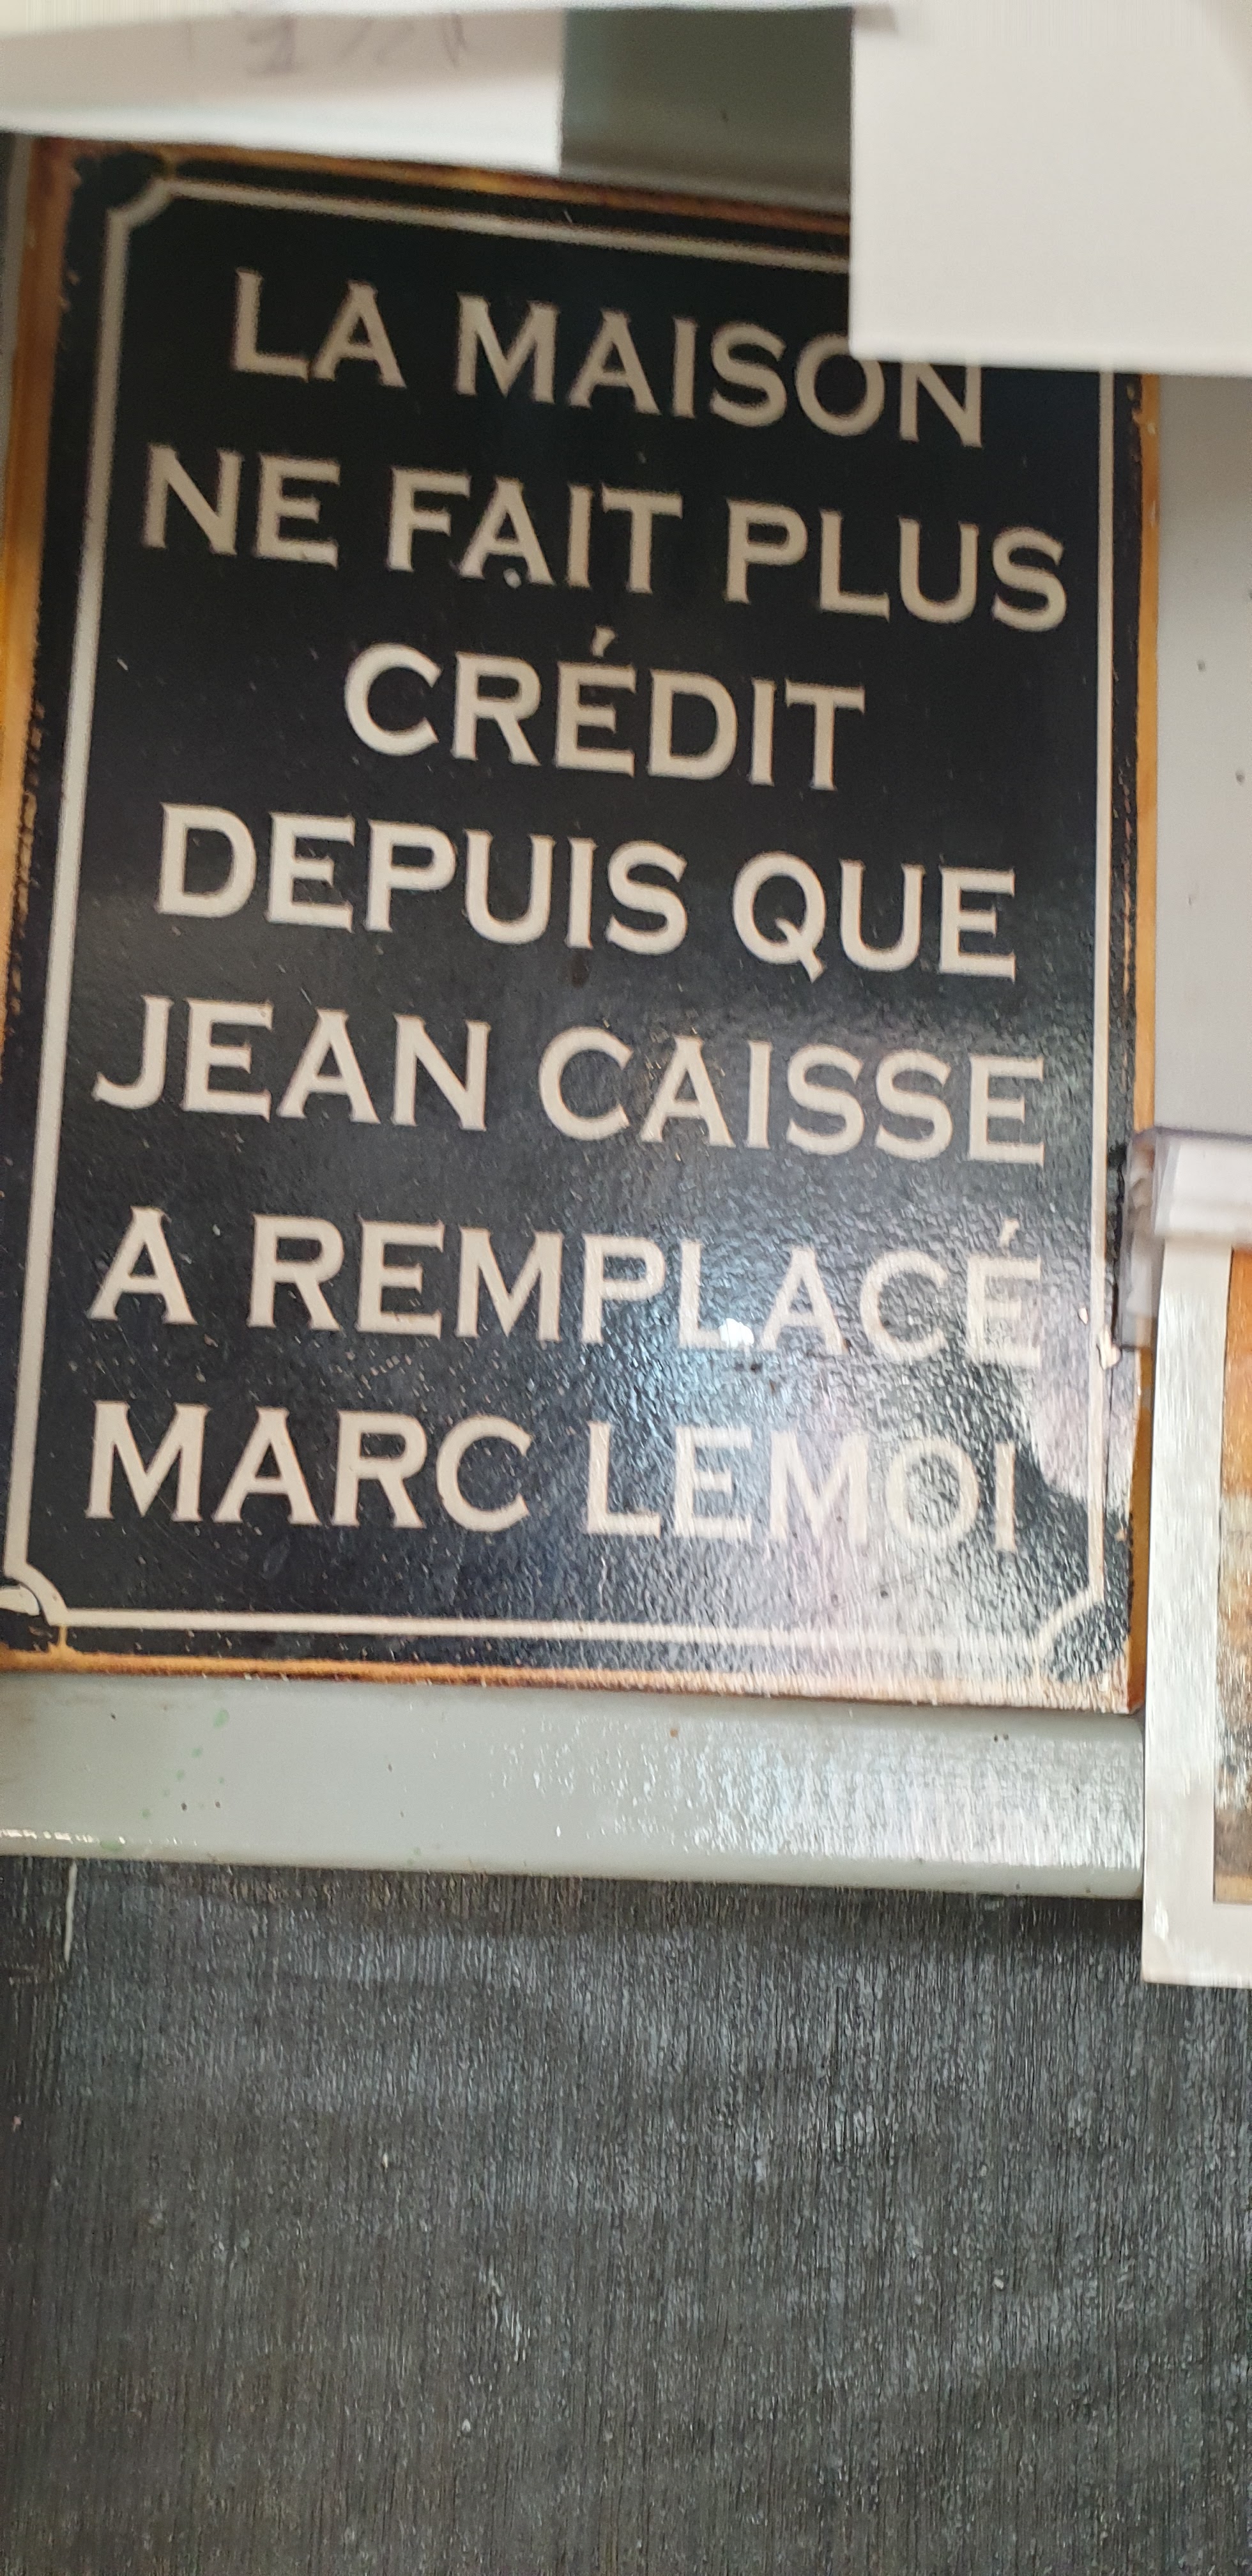 LA MAISON
NE FAIT PLUS
CRÉDIT
DEPUIS QUE
JEAN CAISSE
A REMPLACÉ
MARC LEMOI